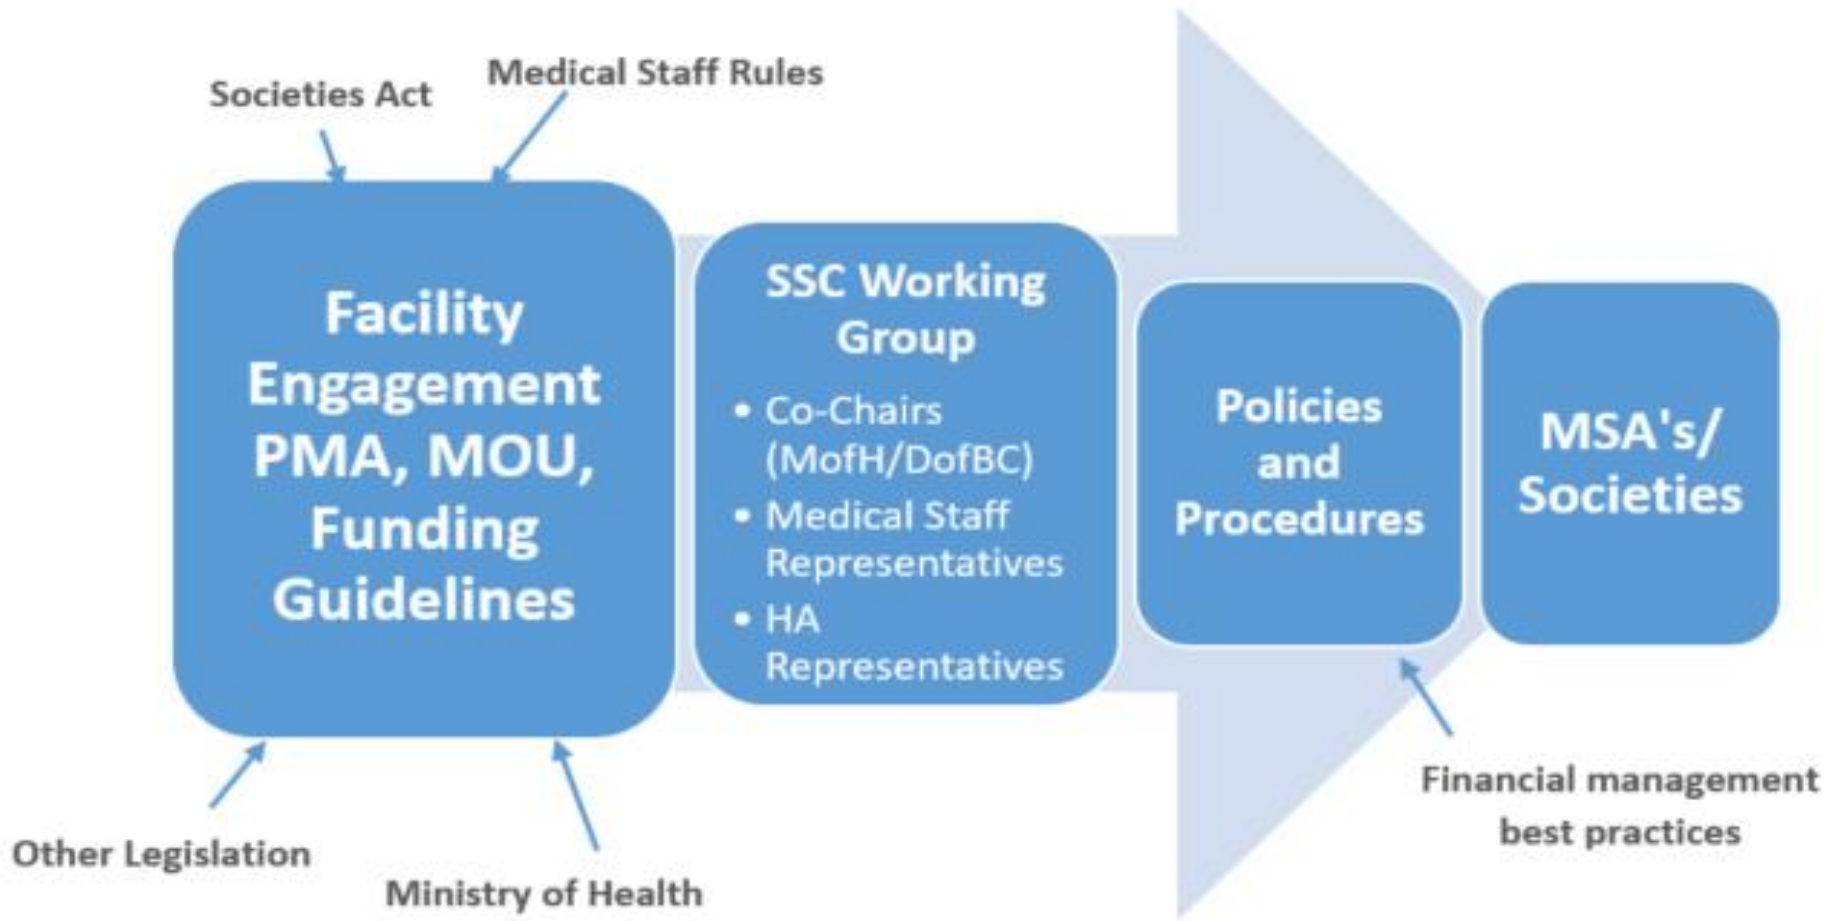 Societies Act
Medical Staff Rules
Facility
Engagement
PMA, MOU,
Funding
Guidelines
SSC Working
Group
• Co-Chairs
(MofH/DofBC)
• Medical Staff
Representatives
• HA
Representatives
Policies
and
Procedures
MSA's/
Societies
Other Legislation
Ministry of Health
Financial management
best practices